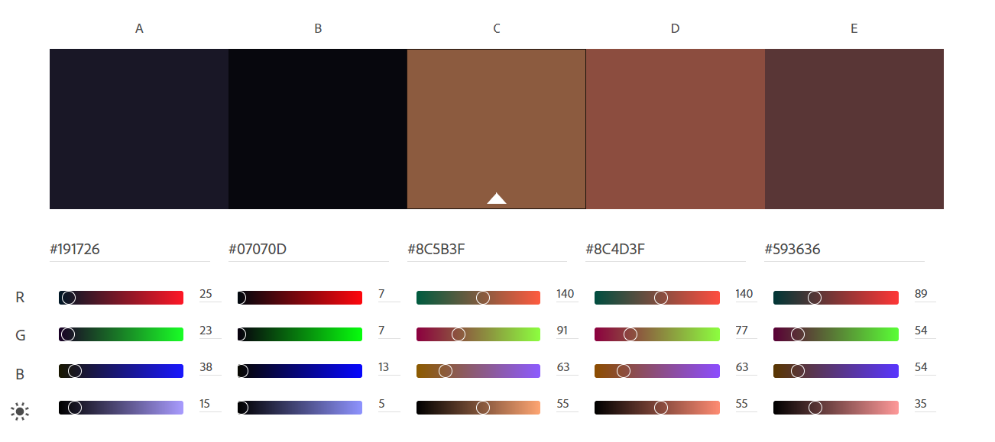 A B C D E
#191726 #07070D #8C5B3F #8C4D3F #593636
R 25 7 140 140 89
G 23 7 91 77 54
B 38 13 63 63 54
15 5 55 55 35